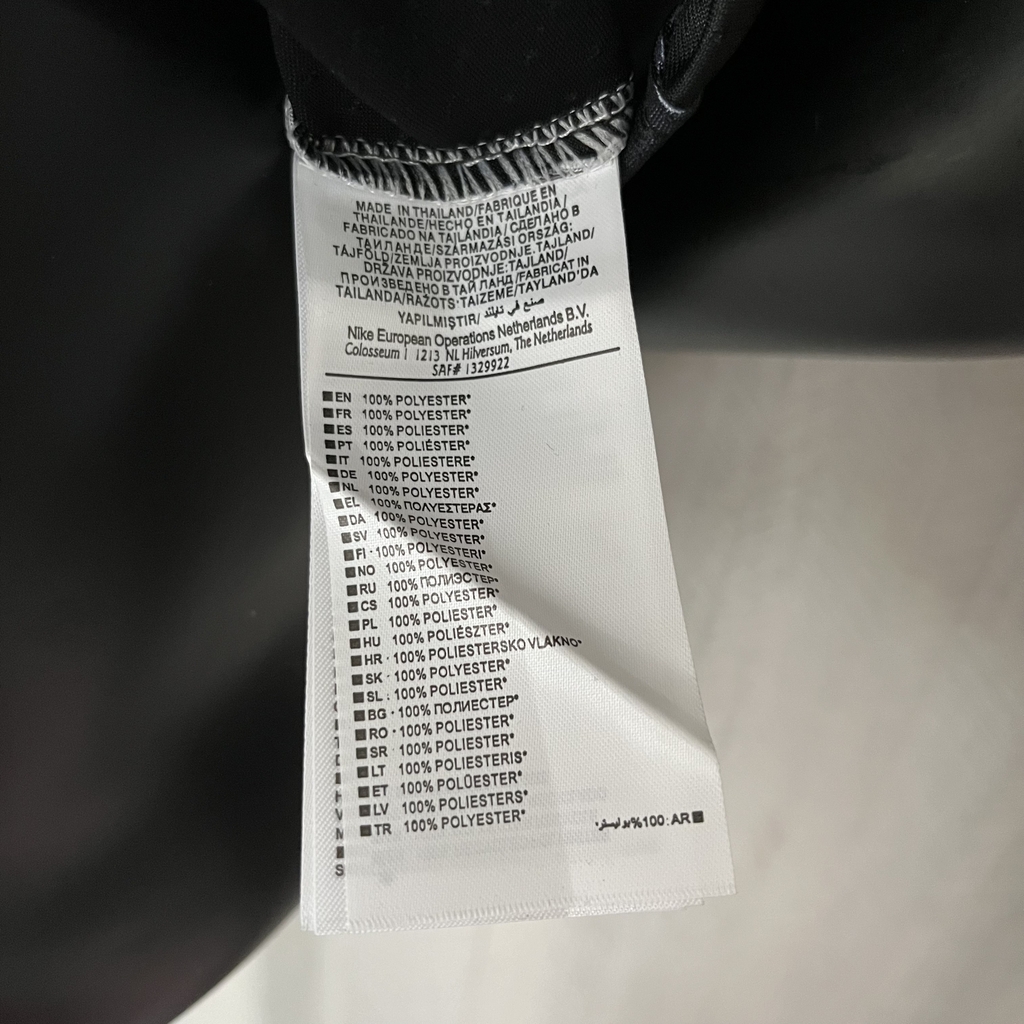 MADE IN THAILAND/FABRIQUE EN
THAILANDE/HECHO EN TAILANDIA/
FABRICADO NA TAILÂNDIA/СДЕЛАНО В
ТАИЛАНДЕ/SZÁRMAZÁSI ORSZÁG:
TÁJFÖLD/ZEMLJA PROIZVODNJE.TAJLAND/
DRŽAVA PROIZVODNJE:TAJLAND/
ПРОИЗВЕДЕНО В ТАЙЛАНД/FABRICAT IN
TAILANDA/RAŽOTS·TAIZEME/TAYLAND'DA
YAPILMIŞTIR/ صنع في تايلند
Nike European Operations Netherlands B.V.
Colosseum 1 1213 NL Hilversum, The Netherlands
SAF# 1329922
■EN 100% POLYESTER*
■FR 100% POLYESTER*
■ES 100% POLIESTER*
■PT 100% POLIÉSTER*
■IT 100% POLIESTERE*
■DE 100% POLYESTER*
■NL 100% POLYESTER*
■EL 100% ΠΟΛΥΕΣΤΕΡΑΣ*
■DA 100% POLYESTER*
■SV 100% POLYESTER*
■FI · 100% POLYESTERI*
■NO 100% POLYESTER*
■RU 100% ПОЛИЭСТЕР*
■CS 100% POLYESTER*
■PL 100% POLIESTER*
■HU 100% POLIÉSZTER*
■HR · 100% POLIESTERSKO VLAKNO*
■SK · 100% POLYESTER*
■SL : 100% POLIESTER*
■BG · 100% ПОЛИЕСТЕР*
■RO · 100% POLIESTER*
■SR 100% POLIESTER*
■LT 100% POLIESTERIS*
■ET 100% POLÜESTER*
■LV 100% POLIESTERS*
■TR 100% POLYESTER*
■AR :100% بوليستر*